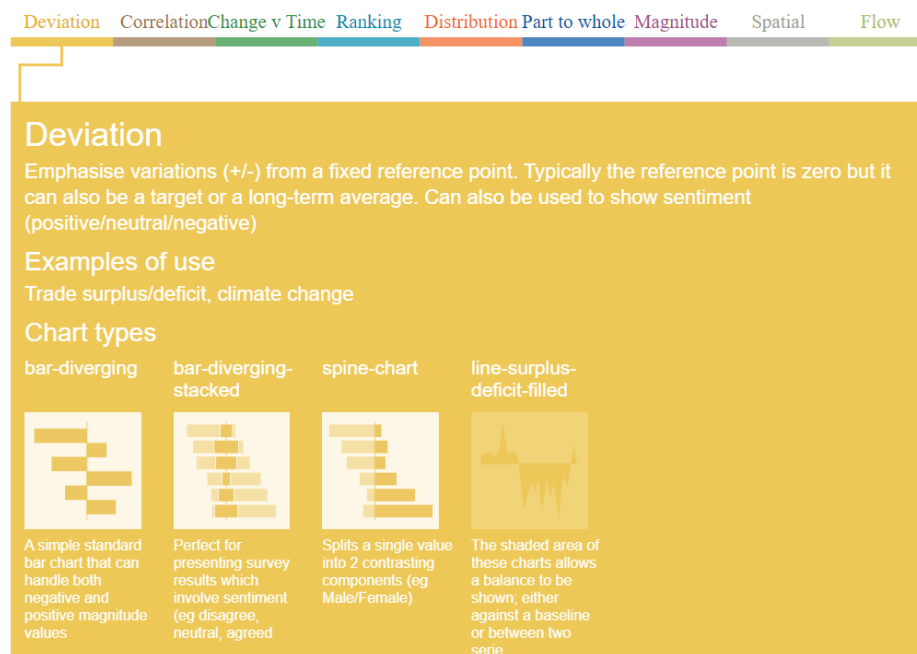 Deviation Correlation Change v Time Ranking Distribution Part to whole Magnitude Spatial Flow
Deviation
Emphasise variations (+/-) from a fixed reference point. Typically the reference point is zero but it
can also be a target or a long-term average. Can also be used to show sentiment
(positive/neutral/negative)
Examples of use
Trade surplus/deficit, climate change
Chart types
bar-diverging
A simple standard
bar chart that can
handle both
negative and
positive magnitude
values
bar-diverging-
stacked
Perfect for
presenting survey
results which
involve sentiment
(eg disagree,
neutral, agreed
spine-chart
Splits a single value
into 2 contrasting
components (eg
Male/Female)
line-surplus-
deficit-filled
The shaded area of
these charts allows
a balance to be
shown; either
against a baseline
or between two
serie